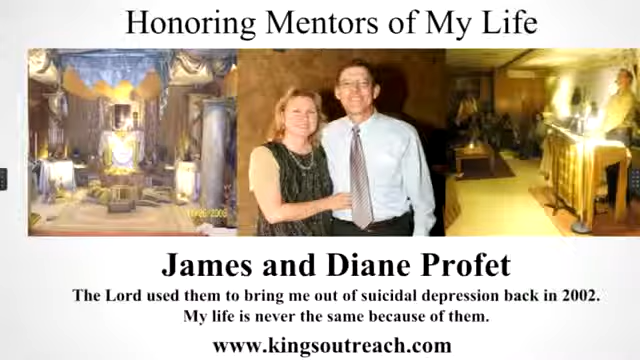 Honoring Mentors of My Life
James and Diane Profet
The Lord used them to bring me out of suicidal depression back in 2002.
My life is never the same because of them.
www.kingsoutreach.com